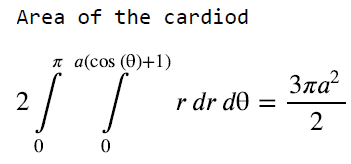 Area of the cardiod
2 ∫₀^π ∫₀^{a(cos (θ)+1)} r dr dθ = 3πa²/2